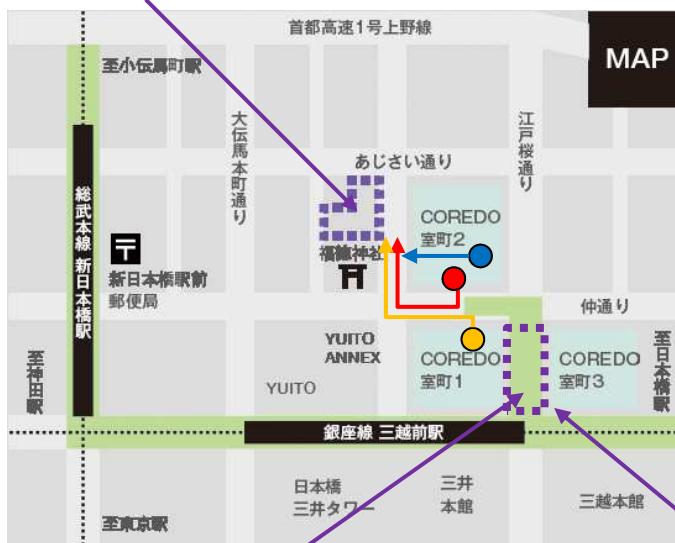 首都高速1号上野線
MAP
至小伝馬町駅
大伝馬本町通り
江戸桜通り
あじさい通り
総武本線 新日本橋駅
COREDO
室町2
〒
新日本橋駅前
郵便局
福徳神社
仲通り
至神田駅
YUITO
ANNEX
YUITO
COREDO
室町1
COREDO
室町3
至日本橋駅
銀座線 三越前駅
日本橋
三井タワー
三井
本館
三越本館
至東京駅